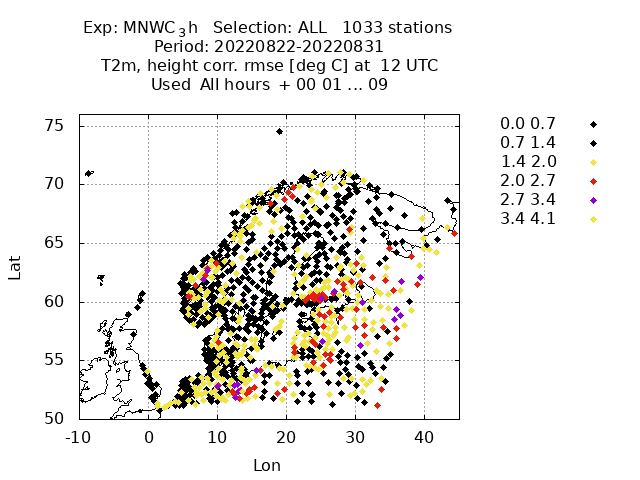 Exp: MNWC_3h Selection: ALL 1033 stations
Period: 20220822-20220831
T2m, height corr. rmse [deg C] at 12 UTC
Used All hours + 00 01 ... 09
75
70
65
60
55
50
Lat
-10 0 10 20 30 40
Lon
0.0 0.7
0.7 1.4
1.4 2.0
2.0 2.7
2.7 3.4
3.4 4.1